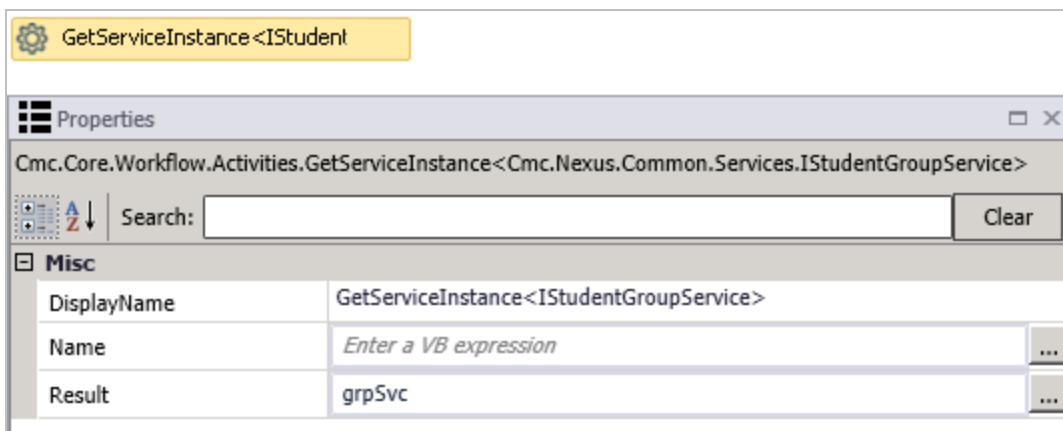 GetServiceInstance<IStudent
Properties
Cmc.Core.Workflow.Activities.GetServiceInstance<Cmc.Nexus.Common.Services.IStudentGroupService>
A Z Search: Clear
Misc
DisplayName GetServiceInstance<IStudentGroupService>
Name Enter a VB expression ...
Result grpSvc ...